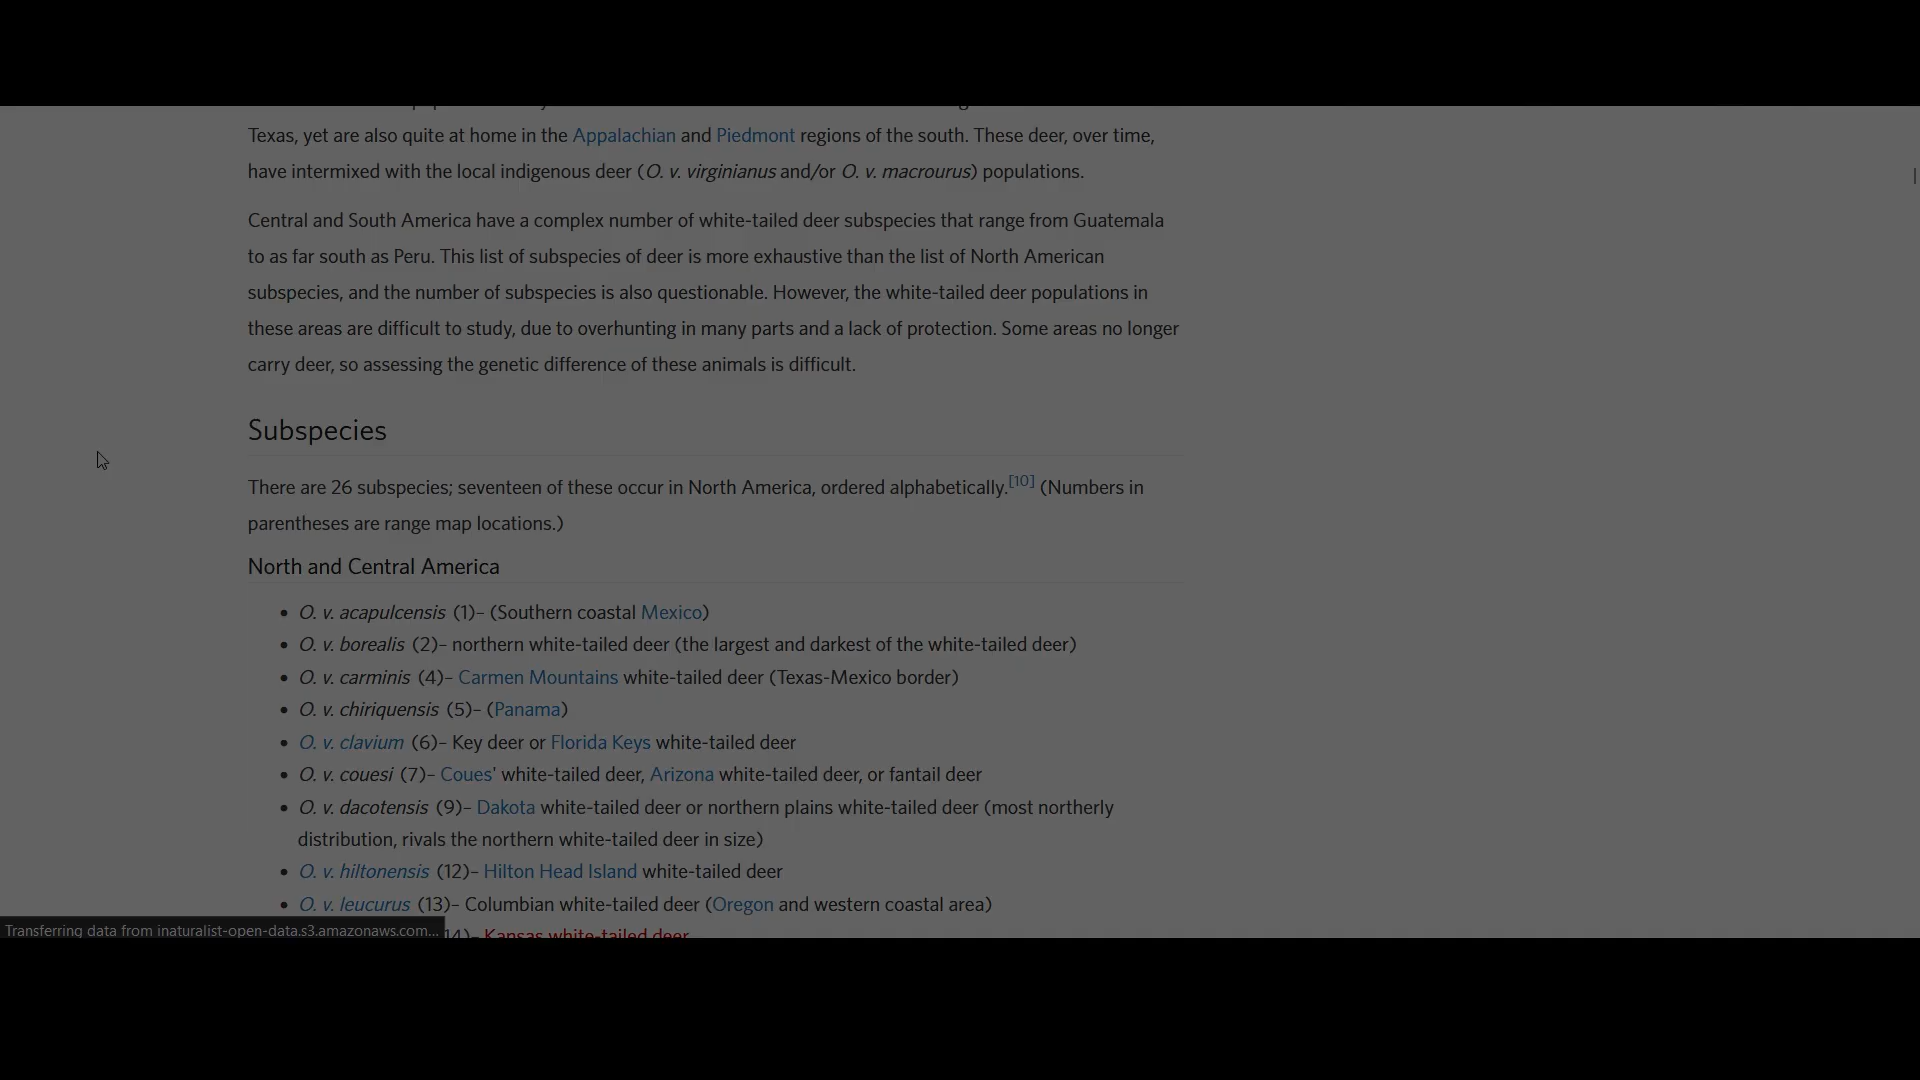 Texas, yet are also quite at home in the Appalachian and Piedmont regions of the south. These deer, over time,
have intermixed with the local indigenous deer (O. v. virginianus and/or O. v. macrourus) populations.
Central and South America have a complex number of white-tailed deer subspecies that range from Guatemala
to as far south as Peru. This list of subspecies of deer is more exhaustive than the list of North American
subspecies, and the number of subspecies is also questionable. However, the white-tailed deer populations in
these areas are difficult to study, due to overhunting in many parts and a lack of protection. Some areas no longer
carry deer, so assessing the genetic difference of these animals is difficult.
Subspecies
There are 26 subspecies; seventeen of these occur in North America, ordered alphabetically.[10] (Numbers in
parentheses are range map locations.)
North and Central America
• O. v. acapulcensis (1)– (Southern coastal Mexico)
• O. v. borealis (2)– northern white-tailed deer (the largest and darkest of the white-tailed deer)
• O. v. carminis (4)– Carmen Mountains white-tailed deer (Texas-Mexico border)
• O. v. chiriquensis (5)– (Panama)
• O. v. clavium (6)– Key deer or Florida Keys white-tailed deer
• O. v. couesi (7)– Coues' white-tailed deer, Arizona white-tailed deer, or fantail deer
• O. v. dacotensis (9)– Dakota white-tailed deer or northern plains white-tailed deer (most northerly
distribution, rivals the northern white-tailed deer in size)
• O. v. hiltonensis (12)– Hilton Head Island white-tailed deer
• O. v. leucurus (13)– Columbian white-tailed deer (Oregon and western coastal area)
Transferring data from inaturalist-open-data.s3.amazonaws.com... 14)– Kansas white-tailed deer